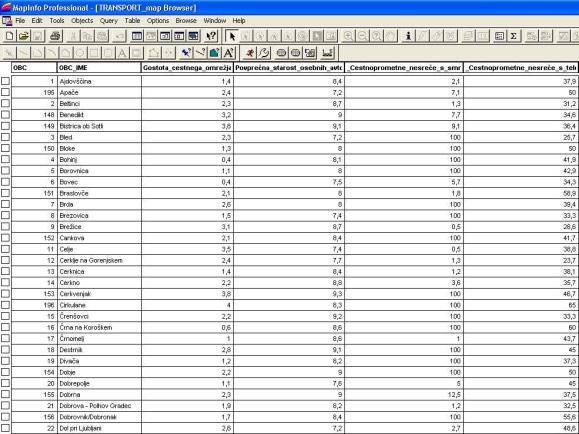 MapInfo Professional - [TRANSPORT_map Browser]
File Edit Tools Objects Query Table Options Browse Window Help
OBC OBC_IME Gostota_cestnega_omrežja Povprečna_starost_osebnih_avto _Cestnoprometne_nesreče_s_smr _Cestnoprometne_nesreče_s_tele
1 Ajdovščina 1,4 8,4 2,1 37,9
195 Apače 2,4 7,2 7,1 50
2 Beltinci 2,3 8,7 1,3 31,2
148 Benedikt 3,2 9 7,7 34,6
149 Bistrica ob Sotli 3,8 9,1 9,1 36,4
3 Bled 2,3 7,2 100 25,7
150 Bloke 1,3 8 100 50
4 Bohinj 0,4 8,1 100 41,9
5 Borovnica 1,1 8 100 42,9
6 Bovec 0,4 7,5 5,7 34,3
151 Braslovče 2,1 8 1,8 58,9
7 Brda 2,6 8 100 39,4
8 Brezovica 1,5 7,4 100 33,3
9 Brežice 3,1 8,7 0,5 28,6
152 Cankova 2,1 8,4 100 41,7
11 Celje 3,5 7,4 0,5 38,8
12 Cerklje na Gorenjskem 2,4 7,7 1,3 23,7
13 Cerknica 1,4 8,4 1,2 38,1
14 Cerkno 2,2 8,8 3,6 35,7
153 Cerkvenjak 3,8 9,3 100 46,7
196 Cirkulane 4 8,3 100 65
15 Črenšovci 2,2 9,2 100 33,3
16 Črna na Koroškem 0,6 8,6 100 60
17 Črnomelj 1 8,6 1 43,7
18 Destrnik 2,8 9,1 100 45
19 Divača 1,2 8,2 100 37,3
154 Dobje 2,2 9 100 50
20 Dobrepolje 1,1 7,6 5 45
155 Dobrna 2,3 9 12,5 37,5
21 Dobrova - Polhov Gradec 1,9 8,2 1,2 32,5
156 Dobrovnik/Dobronak 1,7 8,4 100 55,6
22 Dol pri Ljubljani 2,6 7,2 2,7 48,6